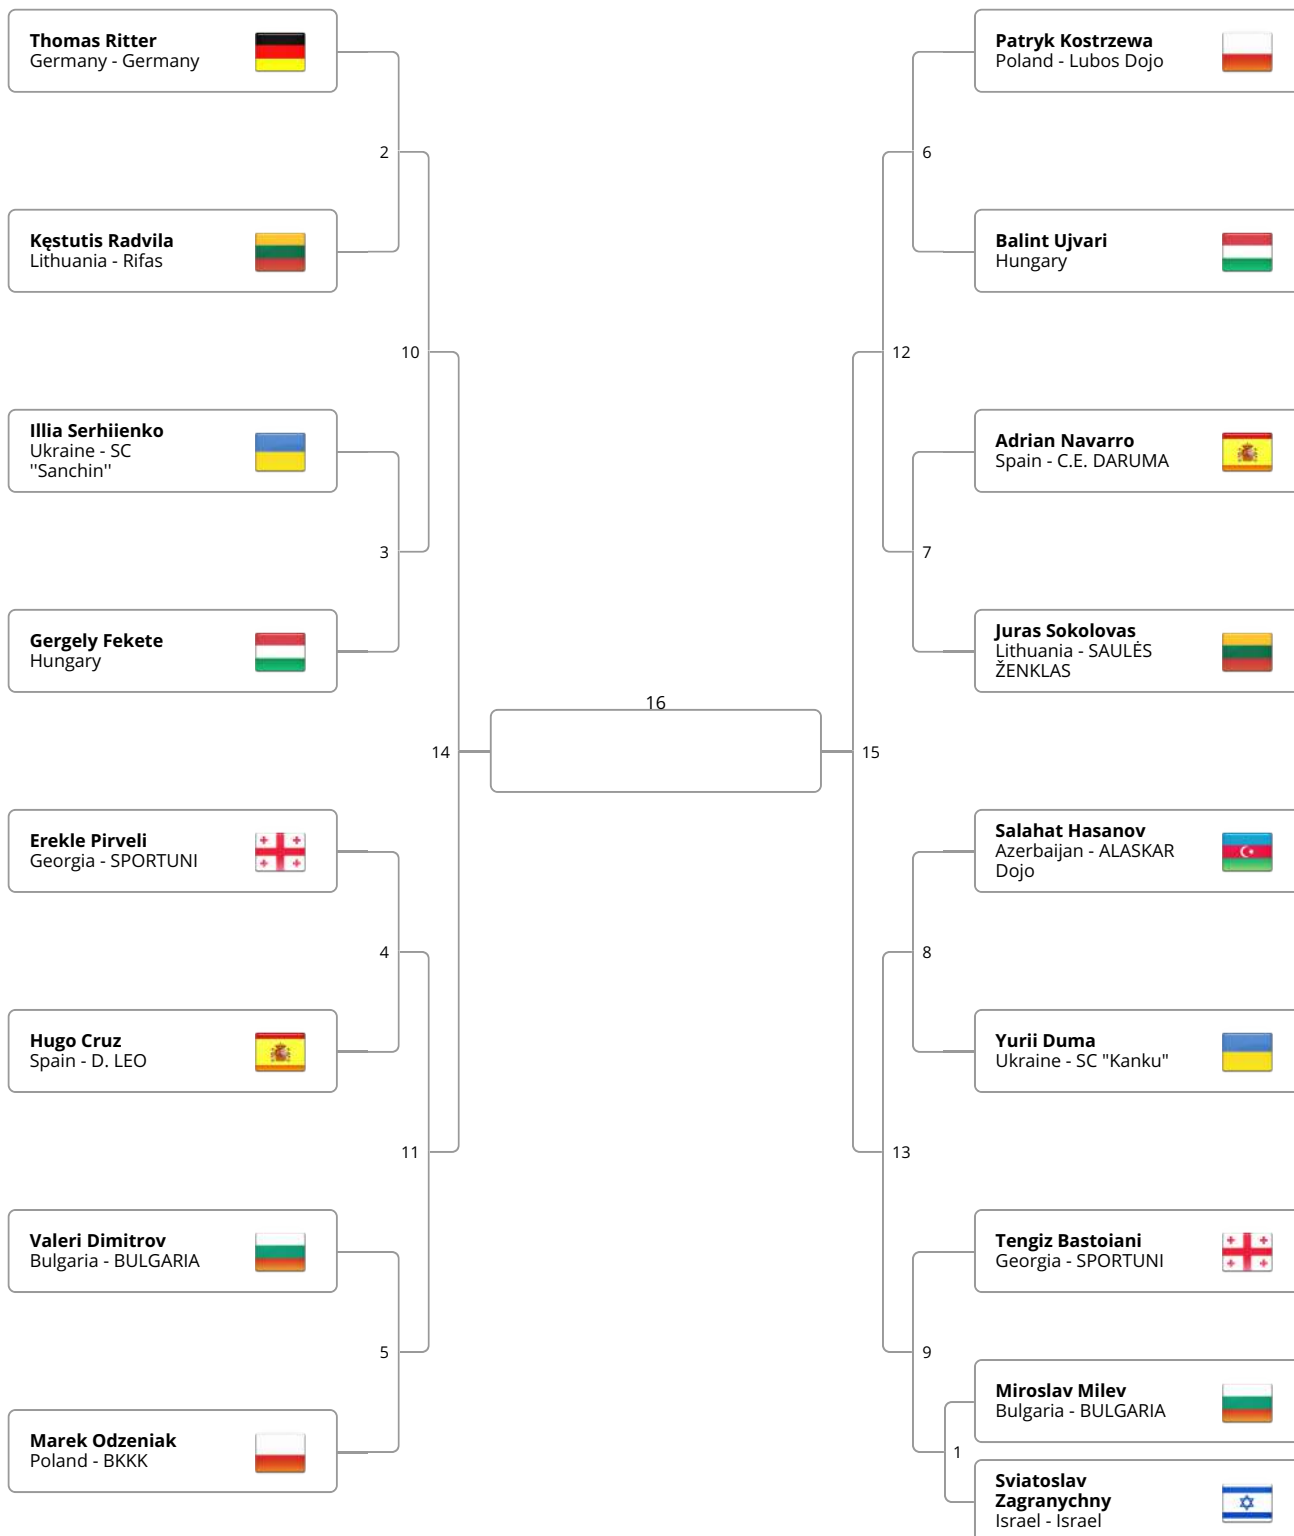 Thomas Ritter
Germany - Germany
2
Kęstutis Radvila
Lithuania - Rifas
10
Illia Serhiienko
Ukraine - SC
"Sanchin"
3
Gergely Fekete
Hungary
14
Erekle Pirveli
Georgia - SPORTUNI
4
Hugo Cruz
Spain - D. LEO
11
Valeri Dimitrov
Bulgaria - BULGARIA
5
Marek Odzeniak
Poland - BKKK
16
Patryk Kostrzewa
Poland - Lubos Dojo
6
Balint Ujvari
Hungary
12
Adrian Navarro
Spain - C.E. DARUMA
7
Juras Sokolovas
Lithuania - SAULĖS
ŽENKLAS
15
Salahat Hasanov
Azerbaijan - ALASKAR
Dojo
8
Yurii Duma
Ukraine - SC "Kanku"
13
Tengiz Bastoiani
Georgia - SPORTUNI
9
Miroslav Milev
Bulgaria - BULGARIA
1
Sviatoslav
Zagranychny
Israel - Israel